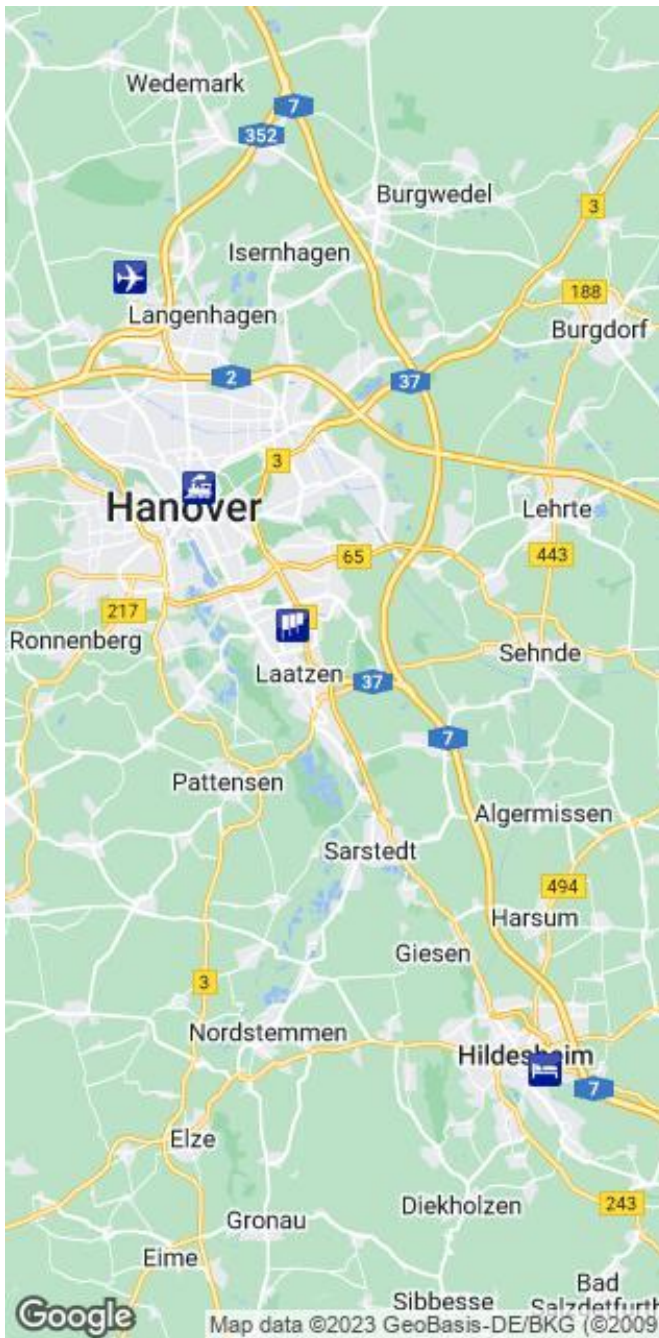 Wedemark
7
352
Burgwedel
3
Isernhagen
188
Langenhagen
Burgdorf
2
37
3
Hanover
Lehrte
65
443
217
Ronnenberg
Sehnde
Laatzen
37
7
Pattensen
Algermissen
Sarstedt
494
Harsum
Giesen
3
Nordstemmen
Hildesheim
7
Elze
Diekholzen
243
Gronau
Eime
Bad
Sibbesse
Salzdetfurth
Google
Map data ©2023 GeoBasis-DE/BKG (©2009